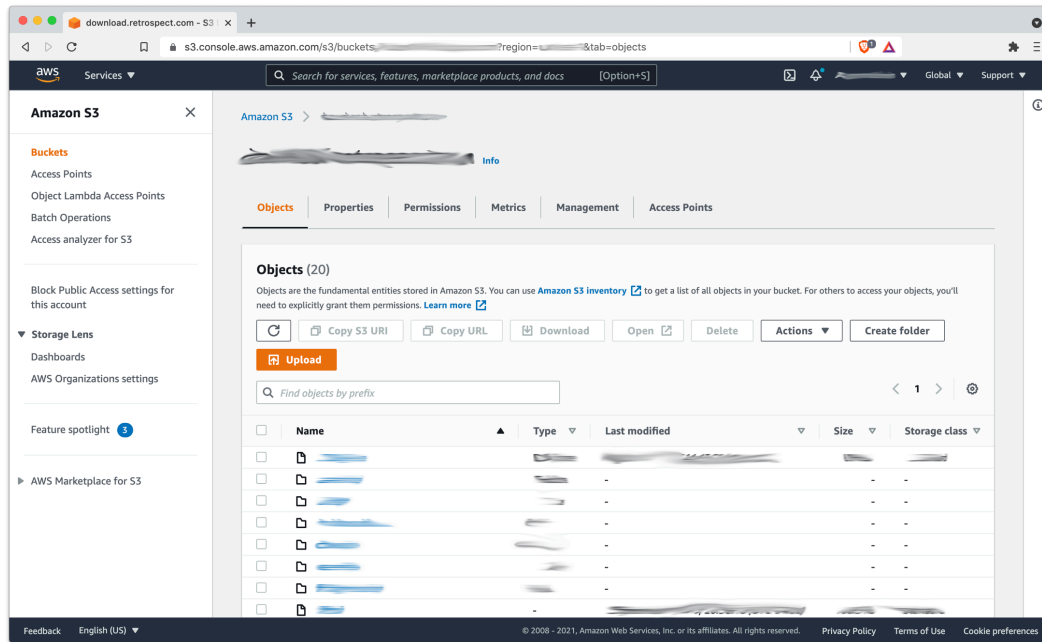 download.retrospect.com - S3
s3.console.aws.amazon.com/s3/buckets ?region= &tab=objects
aws Services ▼ Search for services, features, marketplace products, and docs [Option+S] Global ▼ Support ▼
Amazon S3
Buckets
Access Points
Object Lambda Access Points
Batch Operations
Access analyzer for S3
Block Public Access settings for
this account
Storage Lens
Dashboards
AWS Organizations settings
Feature spotlight 3
AWS Marketplace for S3
Amazon S3 >
Info
Objects Properties Permissions Metrics Management Access Points
Objects (20)
Objects are the fundamental entities stored in Amazon S3. You can use Amazon S3 inventory to get a list of all objects in your bucket. For others to access your objects, you'll
need to explicitly grant them permissions. Learn more
Copy S3 URI Copy URL Download Open Delete Actions ▼ Create folder
Upload
Find objects by prefix < 1 >
Name ▲ Type ▽ Last modified ▽ Size ▽ Storage class ▽
- - -
- - -
- - -
- - -
- - -
- - -
-
Feedback English (US) ▼ © 2008 - 2021, Amazon Web Services, Inc. or its affiliates. All rights reserved. Privacy Policy Terms of Use Cookie preferences